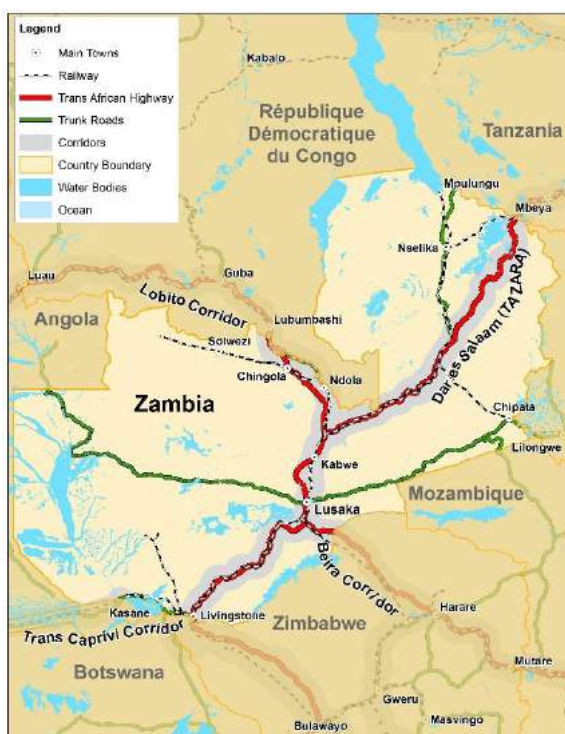 Legend
Main Towns
Railway
Trans African Highway
Trunk Roads
Corridors
Country Boundary
Water Bodies
Ocean
Kabalo
République
Démocratique
du Congo
Tanzania
Mpulungu
Mbeya
Nselika
Luau
Guba
Lobito Corridor
Lubumbashi
Angola
Solwezi
Chingola
Ndola
Dar es Salaam (TAZARA)
Zambia
Chipata
Kabwe
Lilongwe
Mozambique
Lusaka
Beira Corridor
Kasane
Livingstone
Zimbabwe
Harare
Trans Caprivi Corridor
Botswana
Mutare
Gweru
Bulawayo
Masvingo